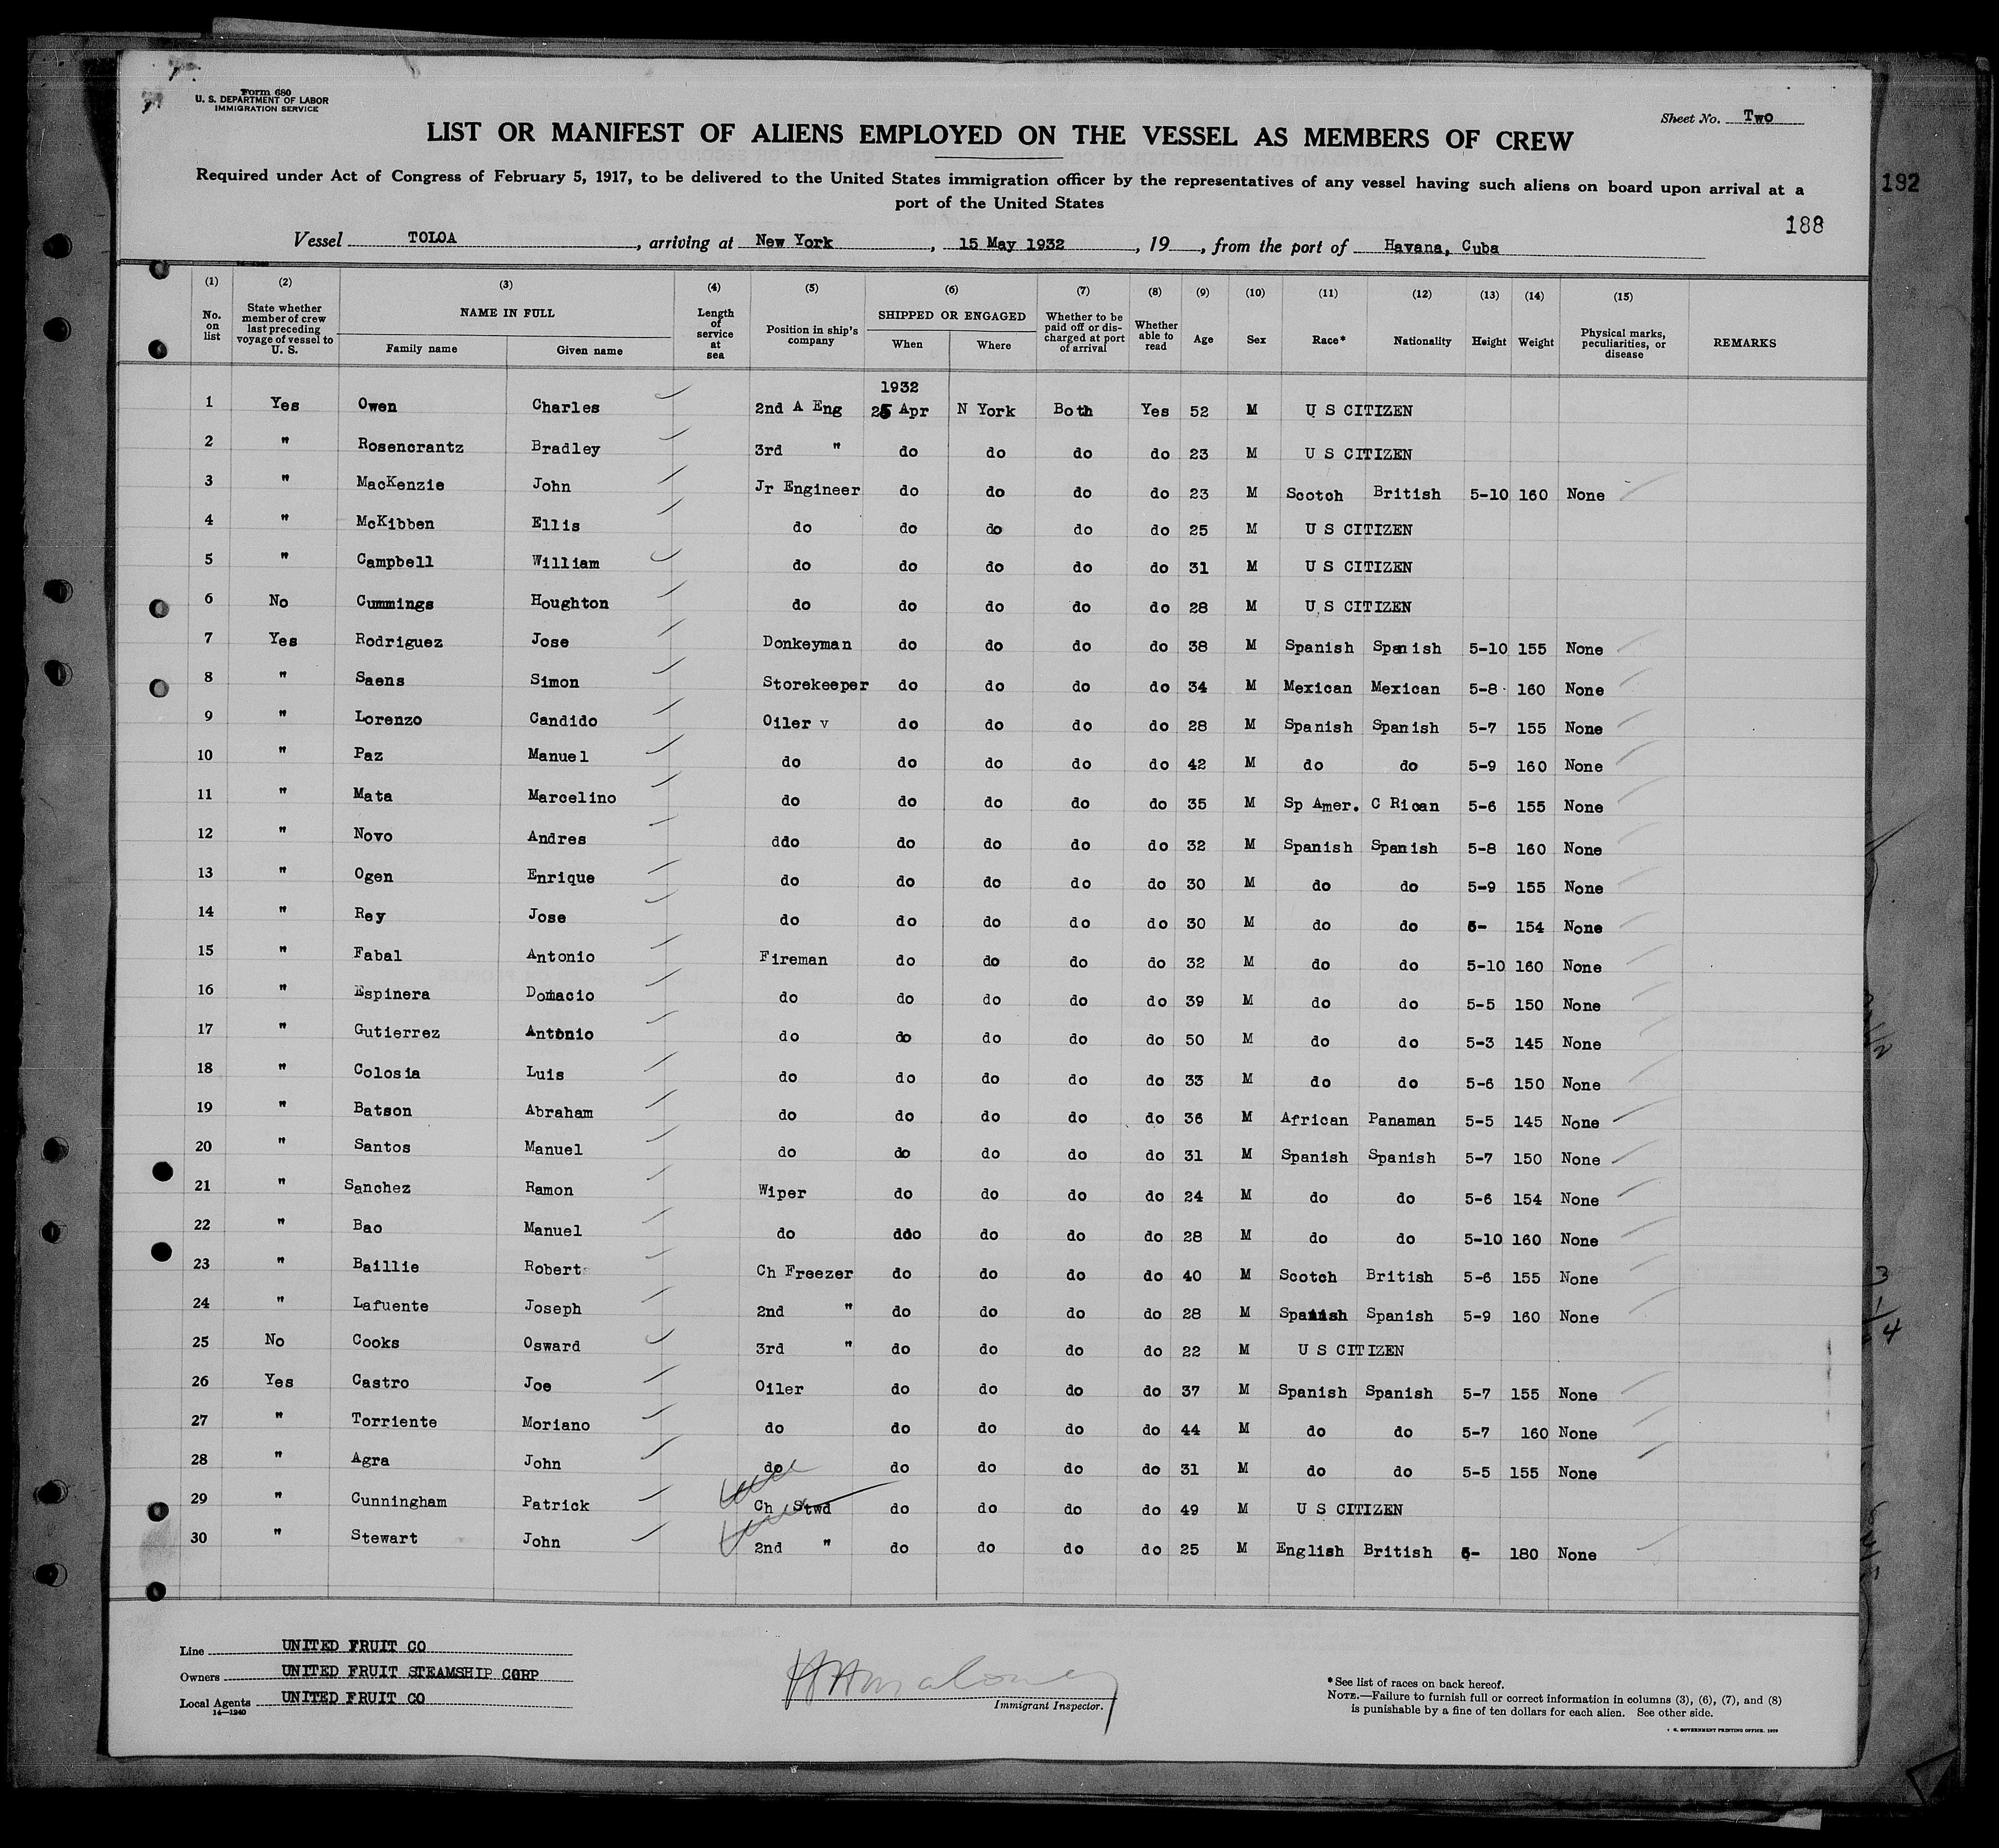 Form 680
U. S. DEPARTMENT OF LABOR
IMMIGRATION SERVICE
Sheet No. Two
LIST OR MANIFEST OF ALIENS EMPLOYED ON THE VESSEL AS MEMBERS OF CREW
Required under Act of Congress of February 5, 1917, to be delivered to the United States immigration officer by the representatives of any vessel having such aliens on board upon arrival at a
port of the United States
192
188
Vessel TOLOA, arriving at New York, 15 May 1932, 19, from the port of Havana, Cuba
(1) (2) (3) (4) (5) (6) (7) (8) (9) (10) (11) (12) (13) (14) (15)
No. on list State whether member of crew last preceding voyage of vessel to U. S. NAME IN FULL Family name Given name Length of service at sea Position in ship's company SHIPPED OR ENGAGED When Where Whether to be paid off or discharged at port of arrival Whether able to read Age Sex Race* Nationality Height Weight Physical marks, peculiarities, or disease REMARKS
1932
1 Yes Owen Charles 2nd A Eng 25 Apr N York Both Yes 52 M U S CITIZEN
2 " Rosencrantz Bradley 3rd " do do do do 23 M U S CITIZEN
3 " MacKenzie John Jr Engineer do do do do 23 M Scotch British 5-10 160 None
4 " McKibben Ellis do do do do do 25 M U S CITIZEN
5 " Campbell William do do do do do 31 M U S CITIZEN
6 No Cummings Houghton do do do do do 28 M U S CITIZEN
7 Yes Rodriguez Jose Donkeyman do do do do 38 M Spanish Spanish 5-10 155 None
8 " Saens Simon Storekeeper do do do do 34 M Mexican Mexican 5-8 160 None
9 " Lorenzo Candido Oiler v do do do do 28 M Spanish Spanish 5-7 155 None
10 " Paz Manuel do do do do do 42 M do do 5-9 160 None
11 " Mata Marcelino do do do do do 35 M Sp Amer. C Rican 5-6 155 None
12 " Novo Andres ddo do do do do 32 M Spanish Spanish 5-8 160 None
13 " Ogen Enrique do do do do do 30 M do do 5-9 155 None
14 " Rey Jose do do do do do 30 M do do 5- 154 None
15 " Fabal Antonio Fireman do do do do 32 M do do 5-10 160 None
16 " Espinera Domacio do do do do do 39 M do do 5-5 150 None
17 " Gutierrez Antonio do do do do do 50 M do do 5-3 145 None
18 " Colosia Luis do do do do do 33 M do do 5-6 150 None
19 " Batson Abraham do do do do do 36 M African Panaman 5-5 145 None
20 " Santos Manuel do do do do do 31 M Spanish Spanish 5-7 150 None
21 " Sanchez Ramon Wiper do do do do 24 M do do 5-6 154 None
22 " Bao Manuel do ddo do do do 28 M do do 5-10 160 None
23 " Baillie Robert Ch Freezer do do do do 40 M Scotch British 5-6 155 None
24 " Lafuente Joseph 2nd " do do do do 28 M Spanish Spanish 5-9 160 None
25 No Cooks Osward 3rd " do do do do 22 M U S CITIZEN
26 Yes Castro Joe Oiler do do do do 37 M Spanish Spanish 5-7 155 None
27 " Torriente Moriano do do do do do 44 M do do 5-7 160 None
28 " Agra John do do do do do 31 M do do 5-5 155 None
29 " Cunningham Patrick Ch Stwd do do do do 49 M U S CITIZEN
30 " Stewart John 2nd " do do do do 25 M English British 6- 180 None
Line UNITED FRUIT CO
Owners UNITED FRUIT STEAMSHIP CORP
Local Agents UNITED FRUIT CO
14—1240
Immigrant Inspector.
* See list of races on back hereof.
NOTE.—Failure to furnish full or correct information in columns (3), (6), (7), and (8)
is punishable by a fine of ten dollars for each alien. See other side.